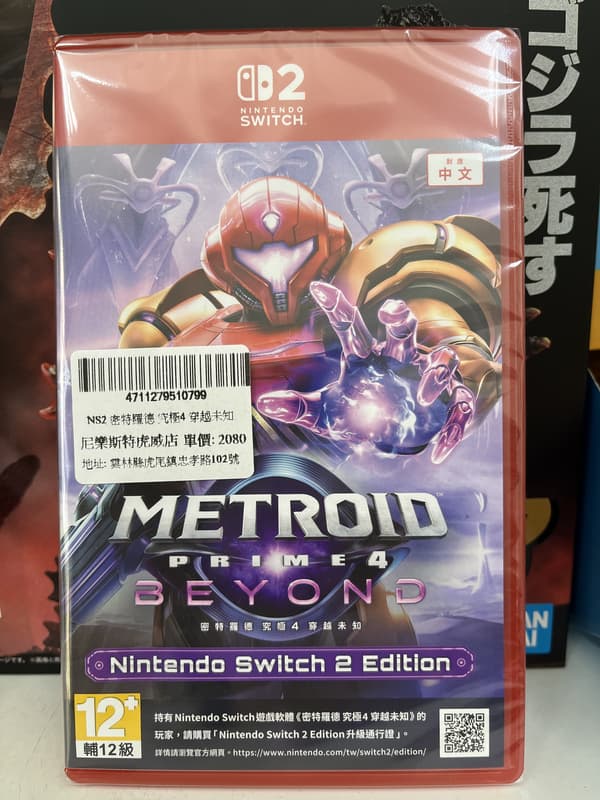 2
NINTENDO
SWITCH™
對應
中文
ゴジラ死す
4711279510799
NS2 密特羅德 究極4 穿越未知
尼樂斯特虎威店 單價: 2080
地址: 雲林縣虎尾鎮忠孝路102號
METROID™
PRIME 4
BEYOND
密特羅德 究極4 穿越未知
Nintendo Switch 2 Edition
12+
輔12級
持有Nintendo Switch遊戲軟體《密特羅德 究極4 穿越未知》的
玩家，請購買「Nintendo Switch 2 Edition升級通行證」。
詳情請瀏覽官方網頁。https://www.nintendo.com/tw/switch2/edition/